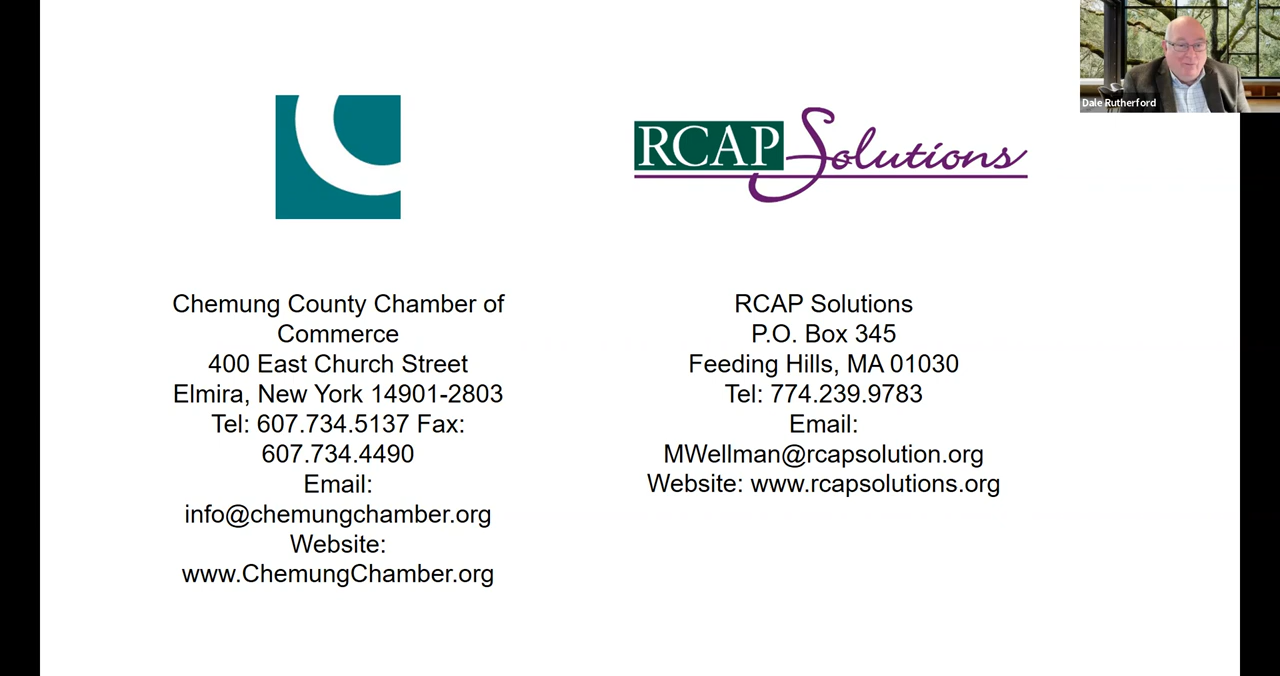 Dale Rutherford
RCAP Solutions
Chemung County Chamber of
Commerce
400 East Church Street
Elmira, New York 14901-2803
Tel: 607.734.5137 Fax:
607.734.4490
Email:
info@chemungchamber.org
Website:
www.ChemungChamber.org
RCAP Solutions
P.O. Box 345
Feeding Hills, MA 01030
Tel: 774.239.9783
Email:
MWellman@rcapsolution.org
Website: www.rcapsolutions.org